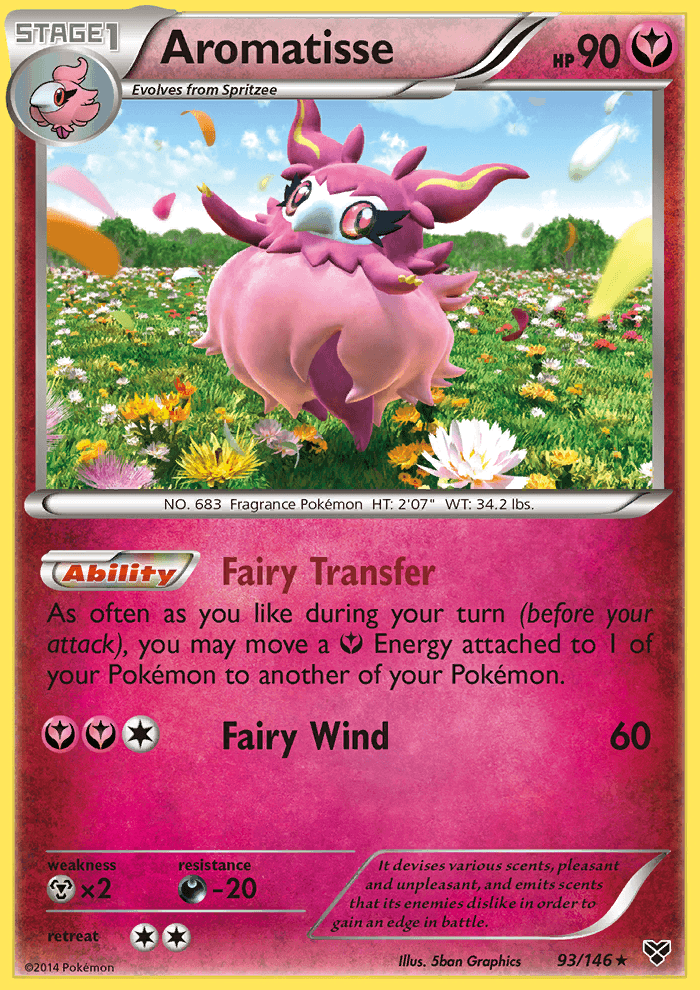 STAGE1
Aromatisse
HP 90
Evolves from Spritzee
NO. 683 Fragrance Pokémon HT: 2'07" WT: 34.2 lbs.
Ability Fairy Transfer
As often as you like during your turn (before your
attack), you may move a Energy attached to 1 of
your Pokémon to another of your Pokémon.
Fairy Wind 60
weakness resistance
×2 -20
retreat
It devises various scents, pleasant
and unpleasant, and emits scents
that its enemies dislike in order to
gain an edge in battle.
©2014 Pokémon
Illus. 5ban Graphics
93/146 ★